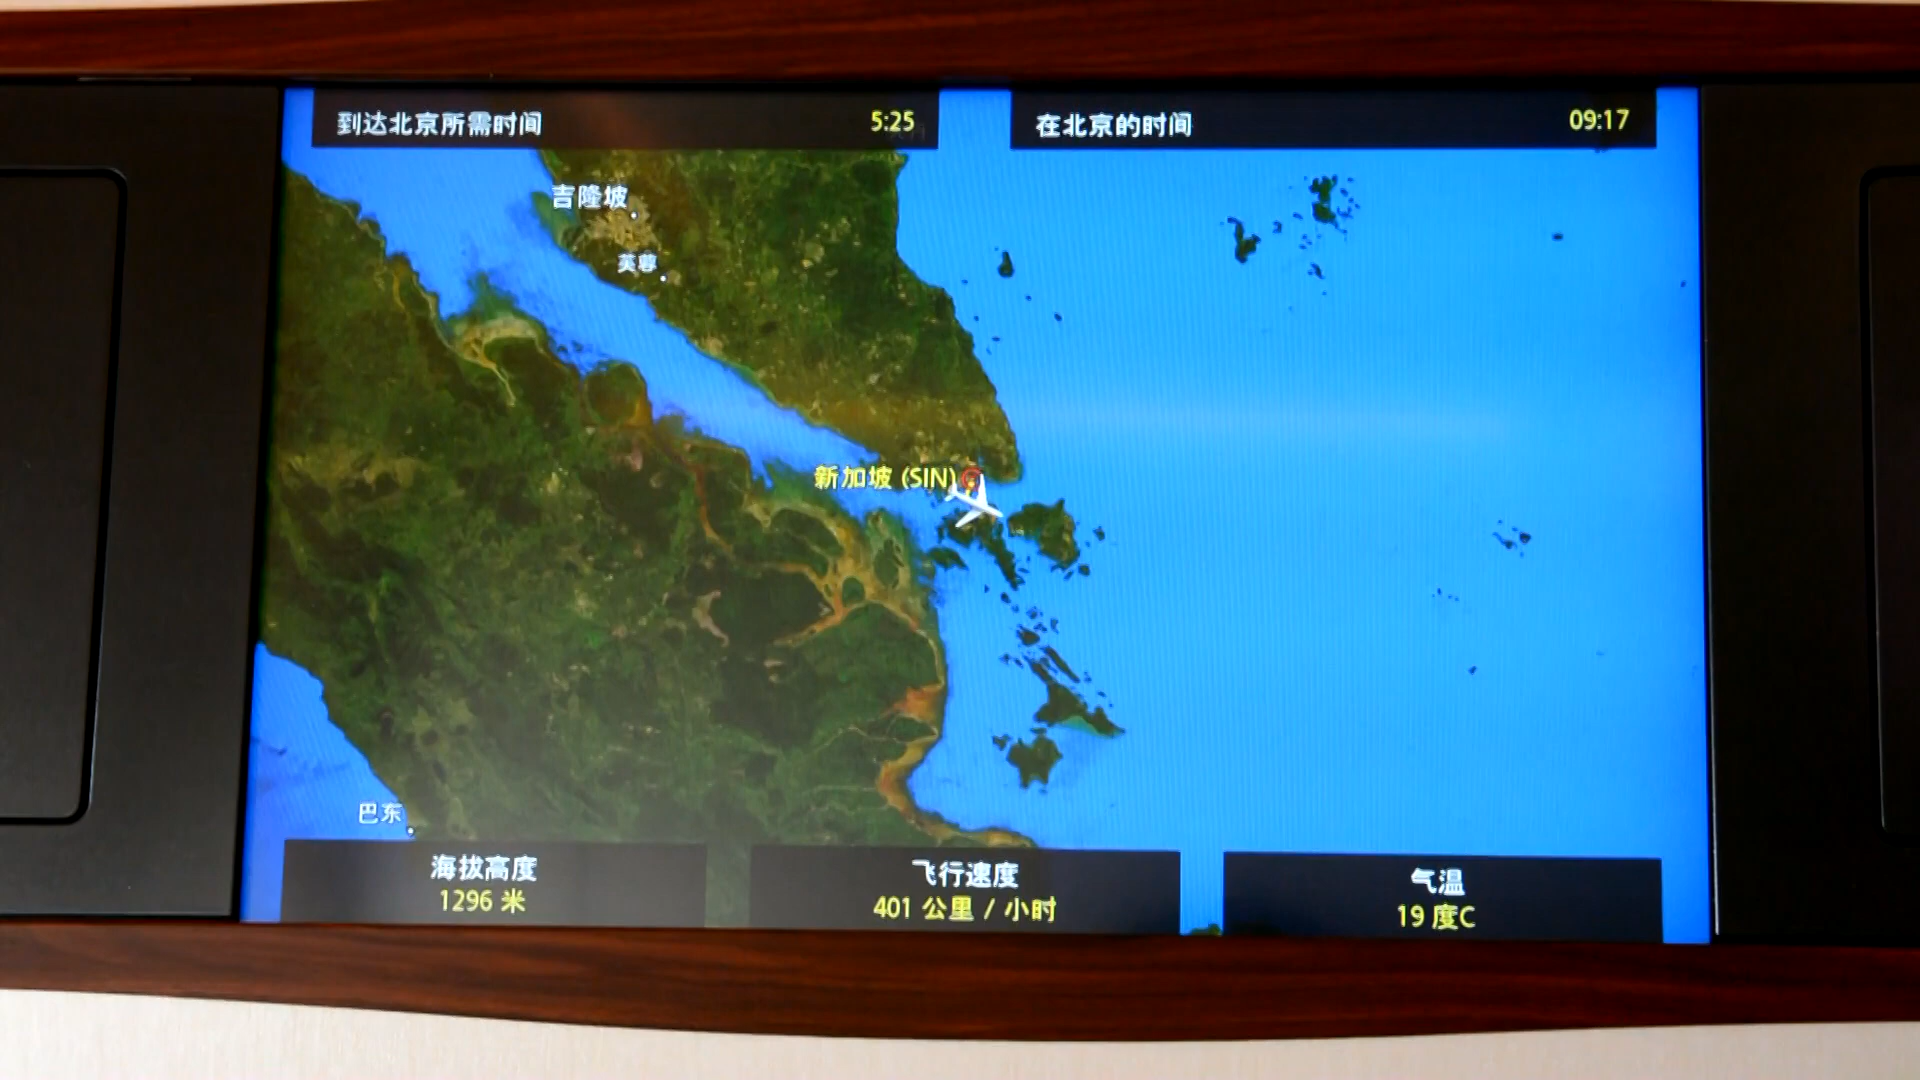 到达北京所需时间 5:25
在北京的时间 09:17
吉隆坡
芙蓉
新加坡 (SIN)
巴东
海拔高度
1296 米
飞行速度
401 公里 / 小时
气温
19 度C